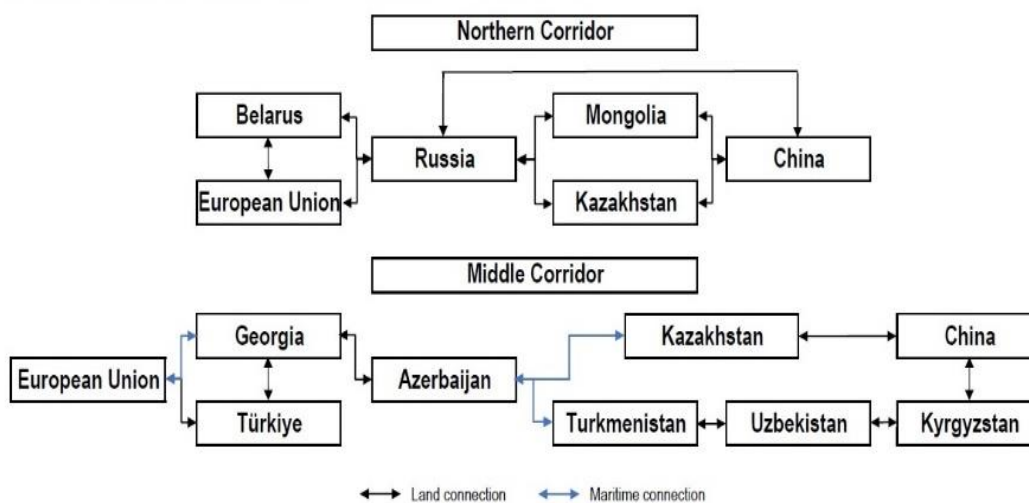 Northern Corridor
Belarus
Mongolia
Russia
China
European Union
Kazakhstan
Middle Corridor
Georgia
Kazakhstan
China
European Union
Azerbaijan
Türkiye
Turkmenistan
Uzbekistan
Kyrgyzstan
Land connection
Maritime connection